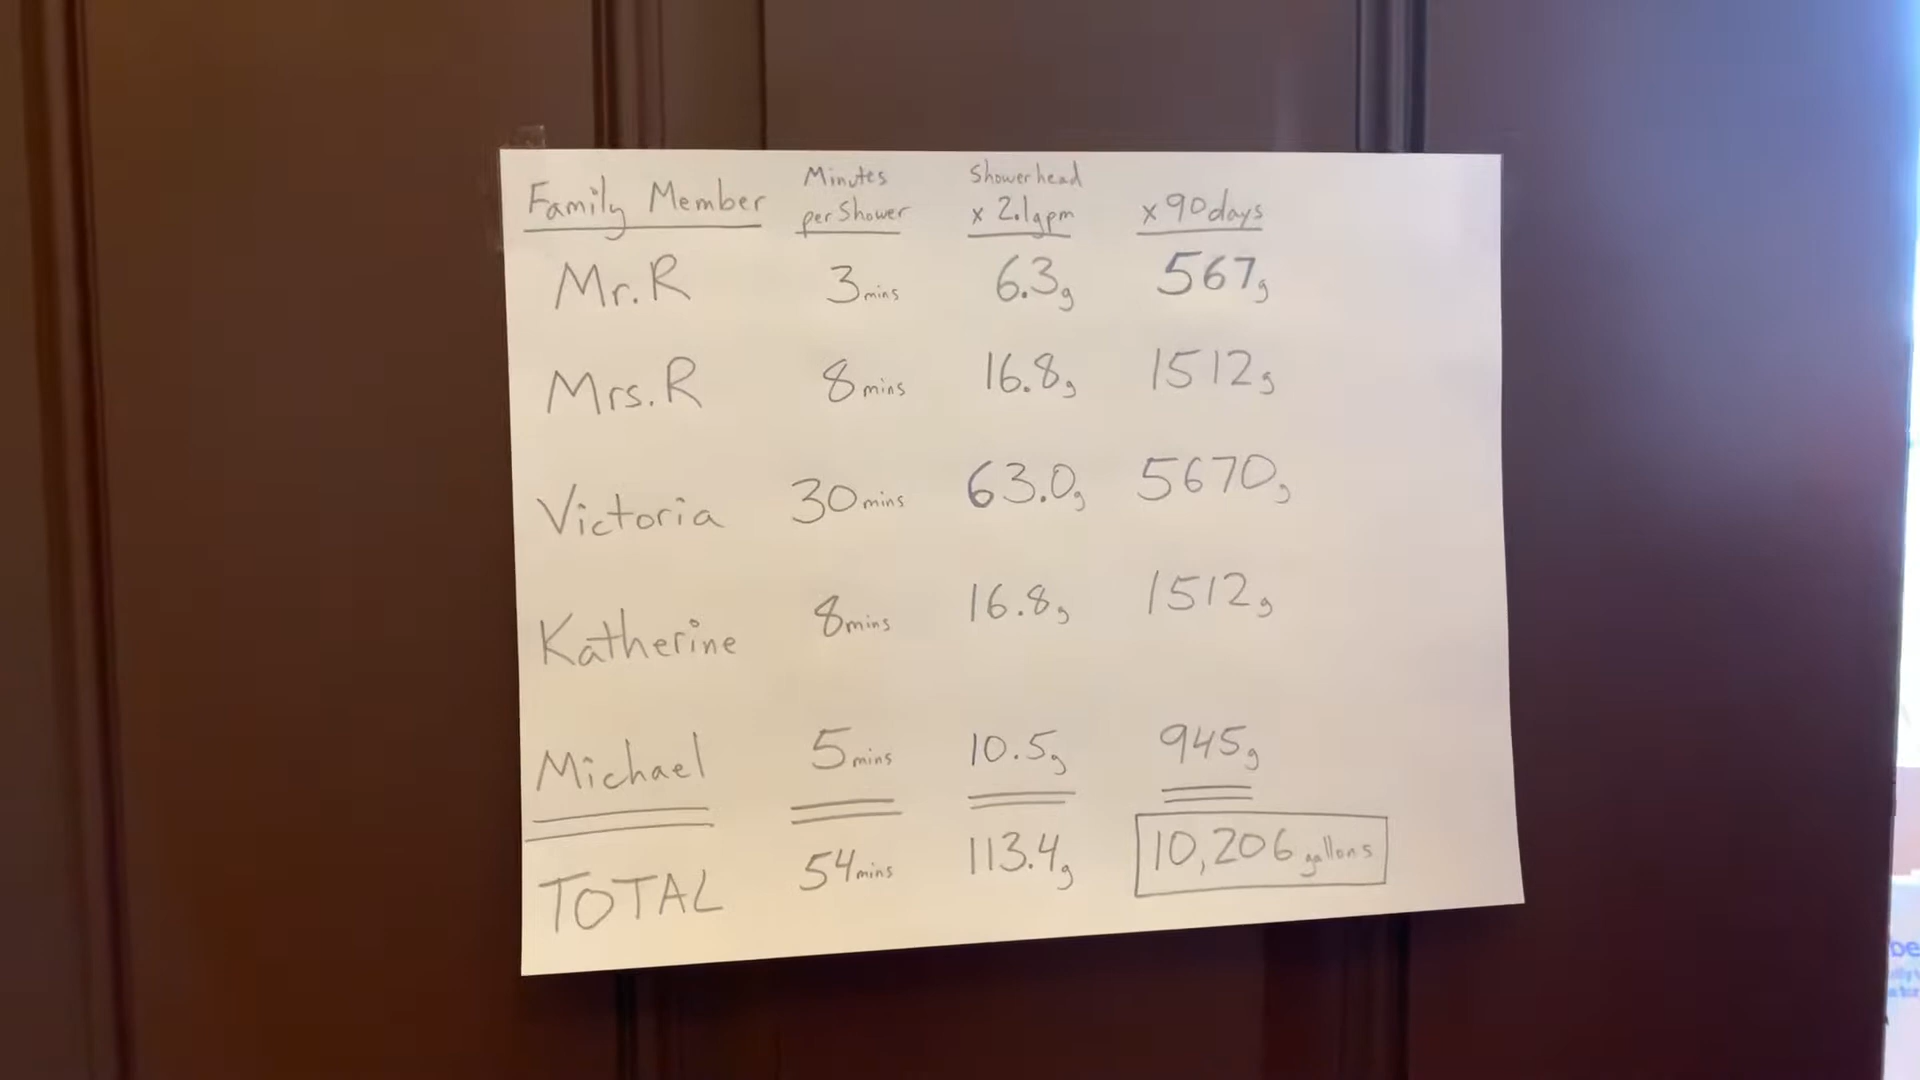 Family Member Minutes per Shower Showerhead x 2.1gpm x 90days
Mr. R 3mins 6.3g 567g
Mrs. R 8mins 16.8g 1512g
Victoria 30mins 63.0g 5670g
Katherine 8mins 16.8g 1512g
Michael 5mins 10.5g 945g
TOTAL 54mins 113.4g 10,206 gallons